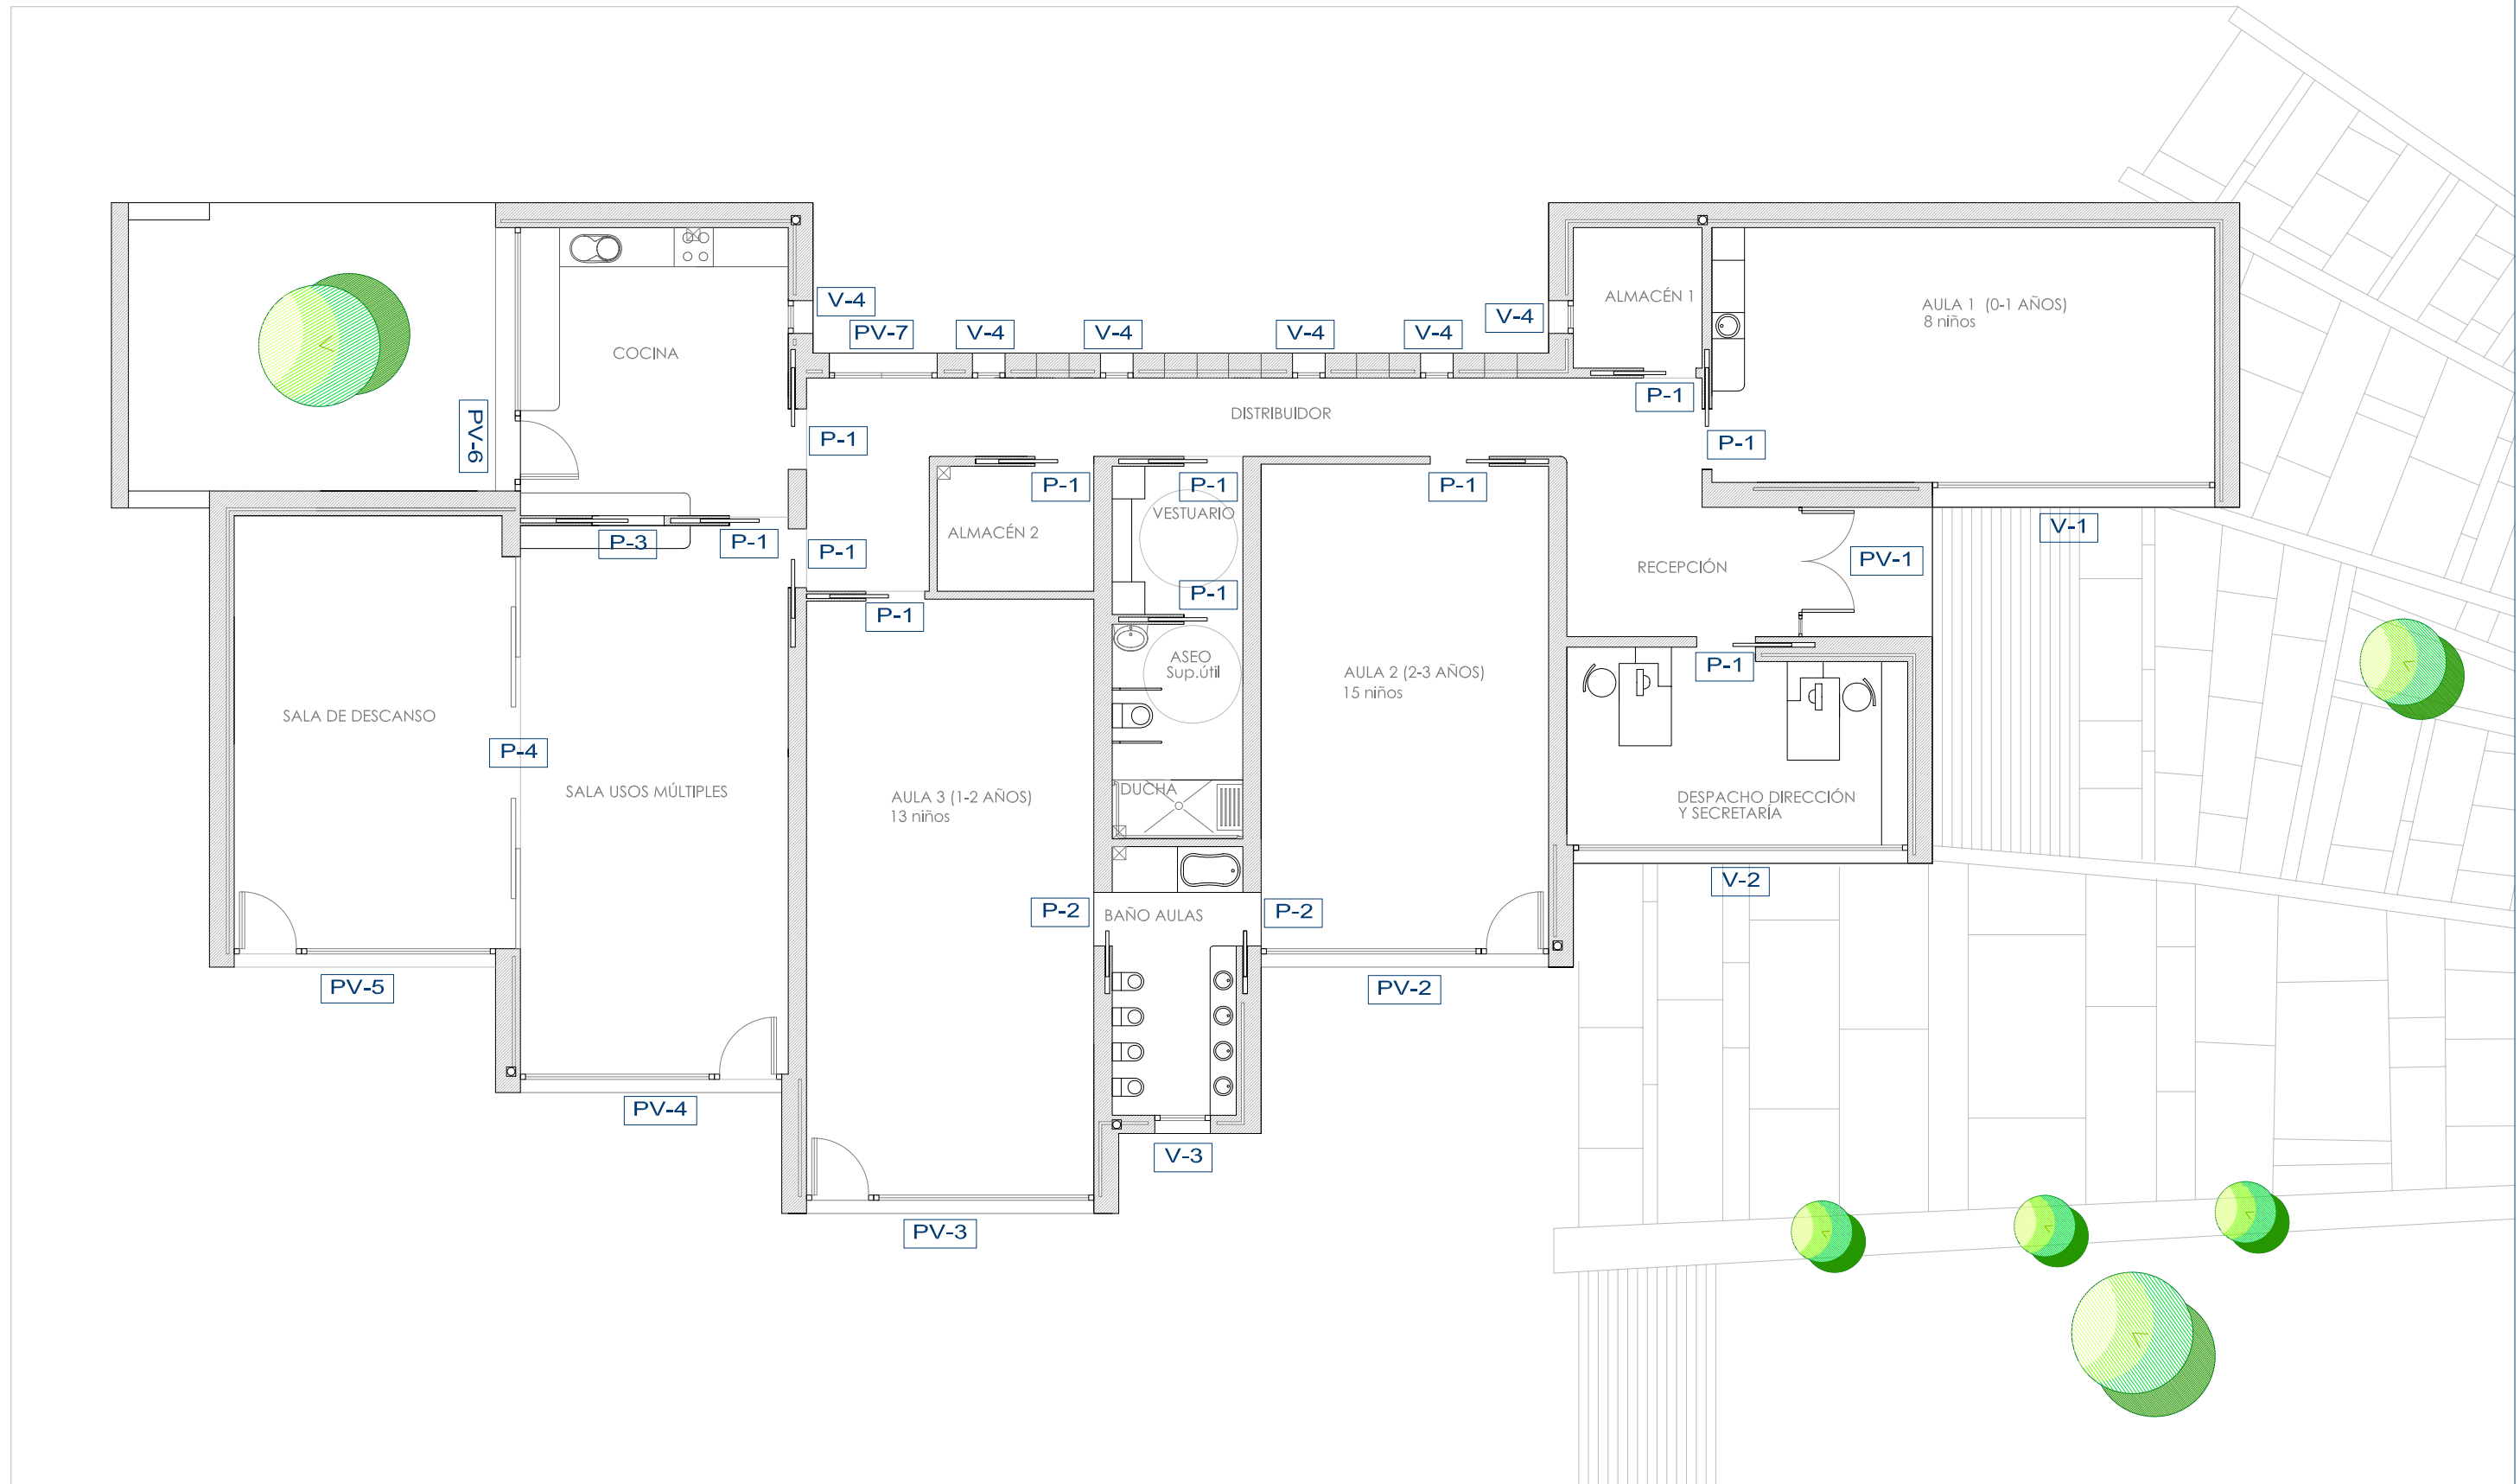 V-4
PV-7
V-4
V-4
V-4
V-4
V-4
ALMACÉN 1
AULA 1 (0-1 AÑOS)
8 niños
COCINA
PV-6
P-1
DISTRIBUIDOR
P-1
P-1
P-1
P-1
P-1
VESTUARIO
ALMACÉN 2
P-3
P-1
P-1
P-1
P-1
RECEPCIÓN
PV-1
V-1
ASEO
Sup.útil
AULA 2 (2-3 AÑOS)
15 niños
P-1
SALA DE DESCANSO
P-4
SALA USOS MÚLTIPLES
AULA 3 (1-2 AÑOS)
13 niños
DUCHA
DESPACHO DIRECCIÓN
Y SECRETARÍA
V-2
P-2
BAÑO AULAS
P-2
PV-5
PV-2
PV-4
V-3
PV-3